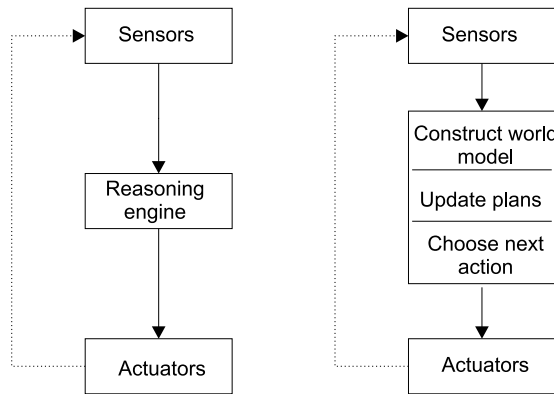 Sensors
Reasoning
engine
Actuators
Sensors
Construct world
model
Update plans
Choose next
action
Actuators